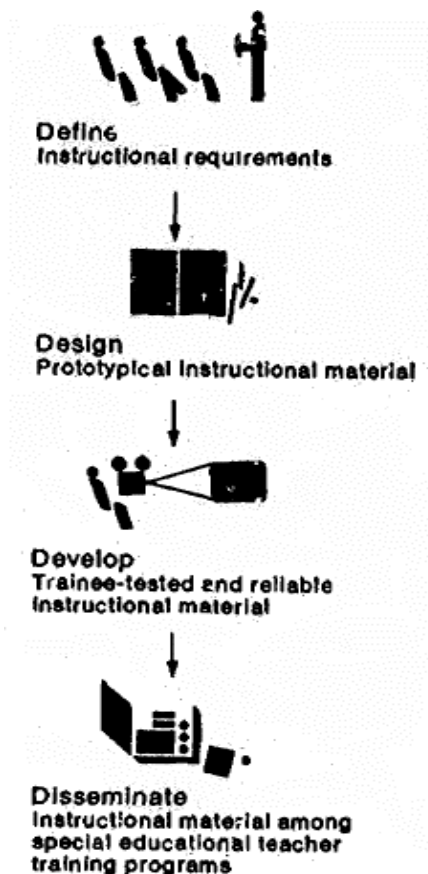 Define
Instructional requirements
Design
Prototypical Instructional material
Develop
Trainee-tested and reliable
Instructional material
Disseminate
Instructional material among
special educational teacher
training programs